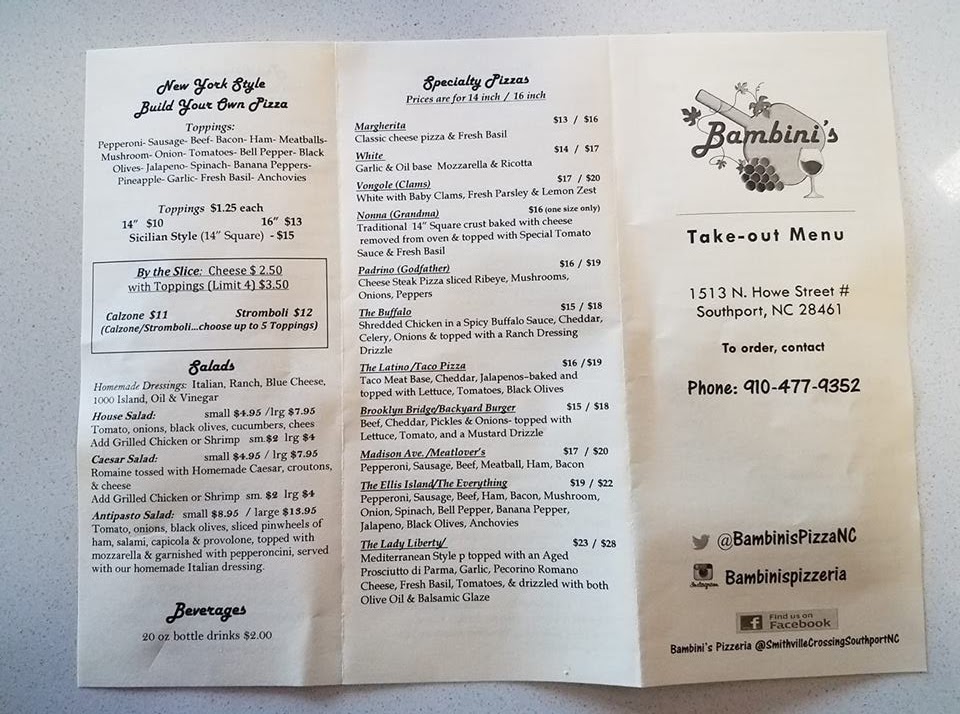 New York Style
Build Your Own Pizza
Toppings:
Pepperoni- Sausage- Beef- Bacon- Ham- Meatballs-
Mushroom- Onion- Tomatoes- Bell Pepper- Black
Olives- Jalapeno- Spinach- Banana Peppers-
Pineapple- Garlic- Fresh Basil- Anchovies
Toppings $1.25 each
14” $10 16” $13
Sicilian Style (14” Square) - $15
By the Slice: Cheese $ 2.50
with Toppings (Limit 4) $3.50
Calzone $11 Stromboli $12
(Calzone/Stromboli...choose up to 5 Toppings)
Salads
Homemade Dressings: Italian, Ranch, Blue Cheese,
1000 Island, Oil & Vinegar
House Salad: small $4.95 /lrg $7.95
Tomato, onions, black olives, cucumbers, chees
Add Grilled Chicken or Shrimp sm.$2 lrg $4
Caesar Salad: small $4.95 / lrg $7.95
Romaine tossed with Homemade Caesar, croutons,
& cheese
Add Grilled Chicken or Shrimp sm. $2 lrg $4
Antipasto Salad: small $8.95 / large $13.95
Tomato, onions, black olives, sliced pinwheels of
ham, salami, capicola & provolone, topped with
mozzarella & garnished with pepperoncini, served
with our homemade Italian dressing.
Beverages
20 oz bottle drinks $2.00
Specialty Pizzas
Prices are for 14 inch / 16 inch
Margherita $13 / $16
Classic cheese pizza & Fresh Basil
White $14 / $17
Garlic & Oil base Mozzarella & Ricotta
Vongole (Clams) $17 / $20
White with Baby Clams, Fresh Parsley & Lemon Zest
Nonna (Grandma) $16 (one size only)
Traditional 14” Square crust baked with cheese
removed from oven & topped with Special Tomato
Sauce & Fresh Basil
Padrino (Godfather) $16 / $19
Cheese Steak Pizza sliced Ribeye, Mushrooms,
Onions, Peppers
The Buffalo $15 / $18
Shredded Chicken in a Spicy Buffalo Sauce, Cheddar,
Celery, Onions & topped with a Ranch Dressing
Drizzle
The Latino/Taco Pizza $16 /$19
Taco Meat Base, Cheddar, Jalapenos–baked and
topped with Lettuce, Tomatoes, Black Olives
Brooklyn Bridge/Backyard Burger $15 / $18
Beef, Cheddar, Pickles & Onions- topped with
Lettuce, Tomato, and a Mustard Drizzle
Madison Ave. /Meatlover's $17 / $20
Pepperoni, Sausage, Beef, Meatball, Ham, Bacon
The Ellis Island/The Everything $19 / $22
Pepperoni, Sausage, Beef, Ham, Bacon, Mushroom,
Onion, Spinach, Bell Pepper, Banana Pepper,
Jalapeno, Black Olives, Anchovies
The Lady Liberty/ $23 / $28
Mediterranean Style p topped with an Aged
Prosciutto di Parma, Garlic, Pecorino Romano
Cheese, Fresh Basil, Tomatoes, & drizzled with both
Olive Oil & Balsamic Glaze
Bambini's
Take-out Menu
1513 N. Howe Street #
Southport, NC 28461
To order, contact
Phone: 910-477-9352
@BambinisPizzaNC
Instagram
Bambinispizzeria
f Find us on
Facebook
Bambini's Pizzeria @SmithvilleCrossingSouthportNC